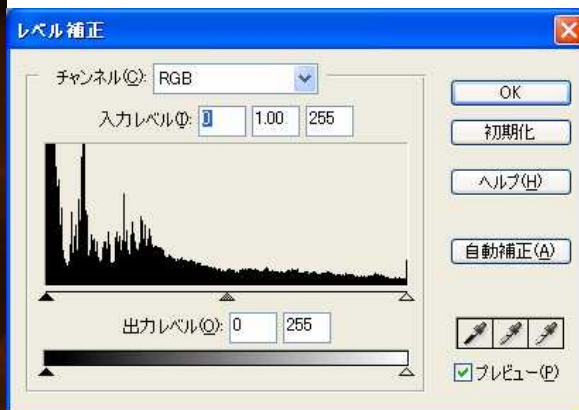 レベル補正
チャンネル(C): RGB
入力レベル(I): 0 1.00 255
出力レベル(O): 0 255
OK
初期化
ヘルプ(H)
自動補正(A)
プレビュー(P)